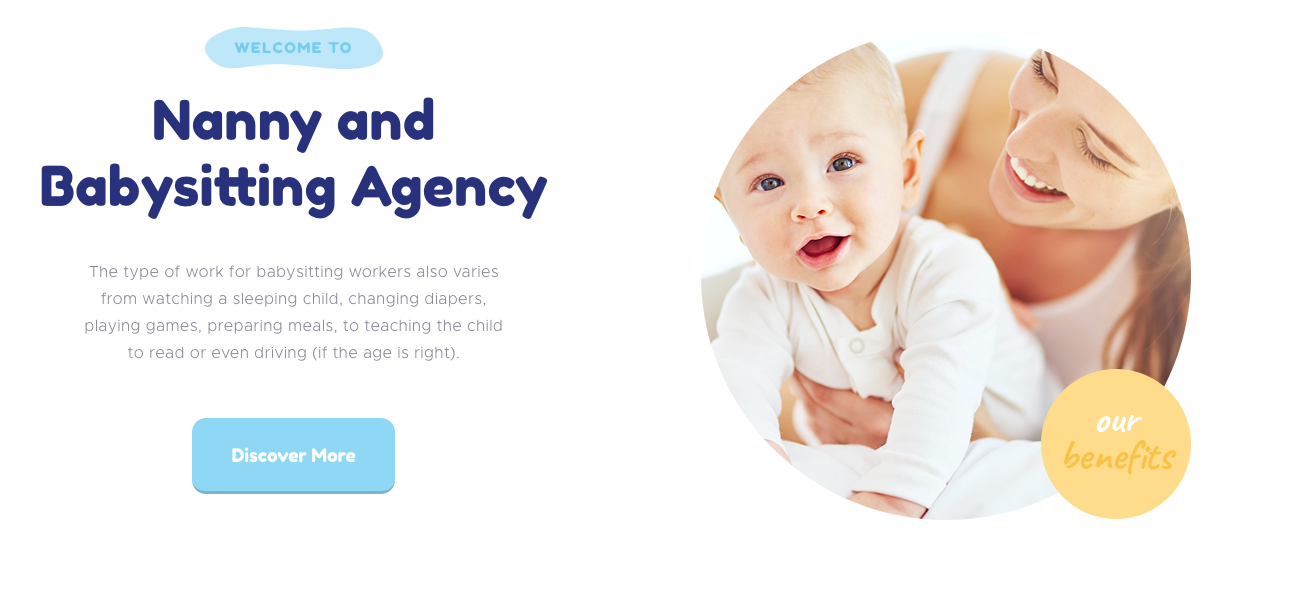 WELCOME TO
Nanny and
Babysitting Agency
The type of work for babysitting workers also varies
from watching a sleeping child, changing diapers,
playing games, preparing meals, to teaching the child
to read or even driving (if the age is right).
Discover More
our
benefits